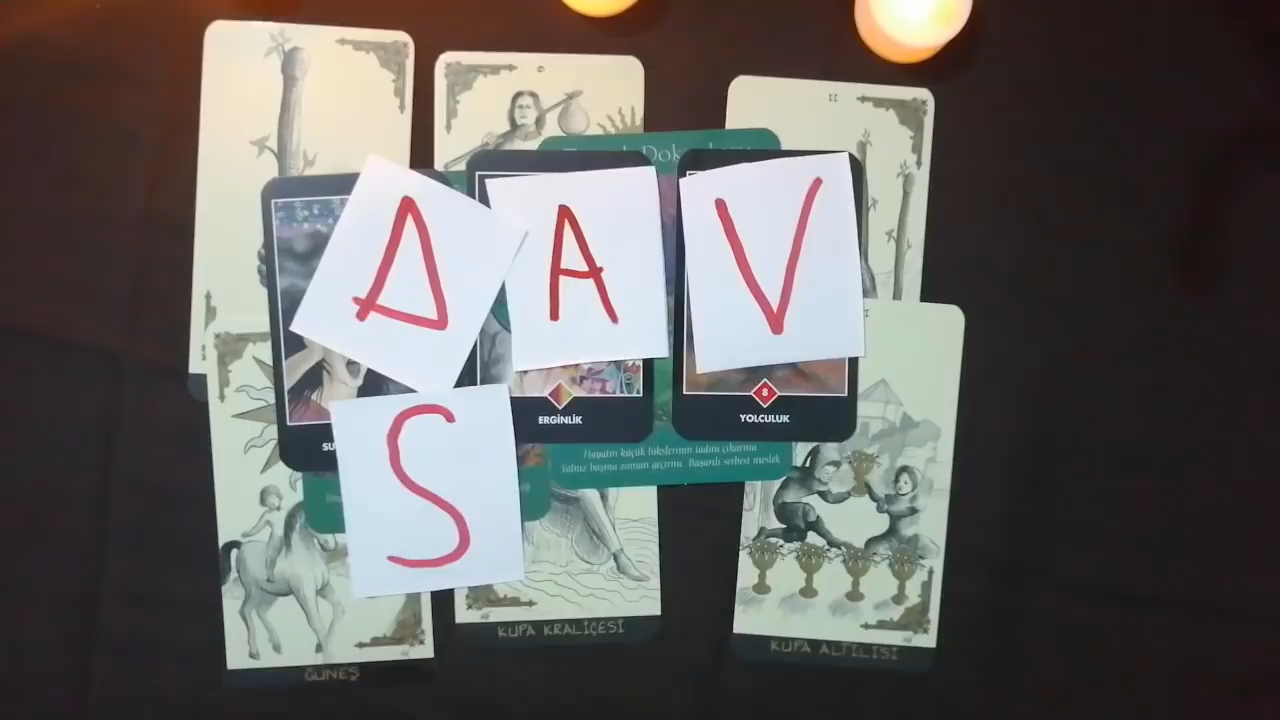 II
Δ
A
V
8
ERGİNLİK
YOLCULUK
SU
S
Hayatın küçük lükslerinin tadını çıkarma
Yalnız başına zaman geçirme Başarılı serbest meslek
KUPA KRALİÇESİ
KUPA ALTILISI
GÜNEŞ